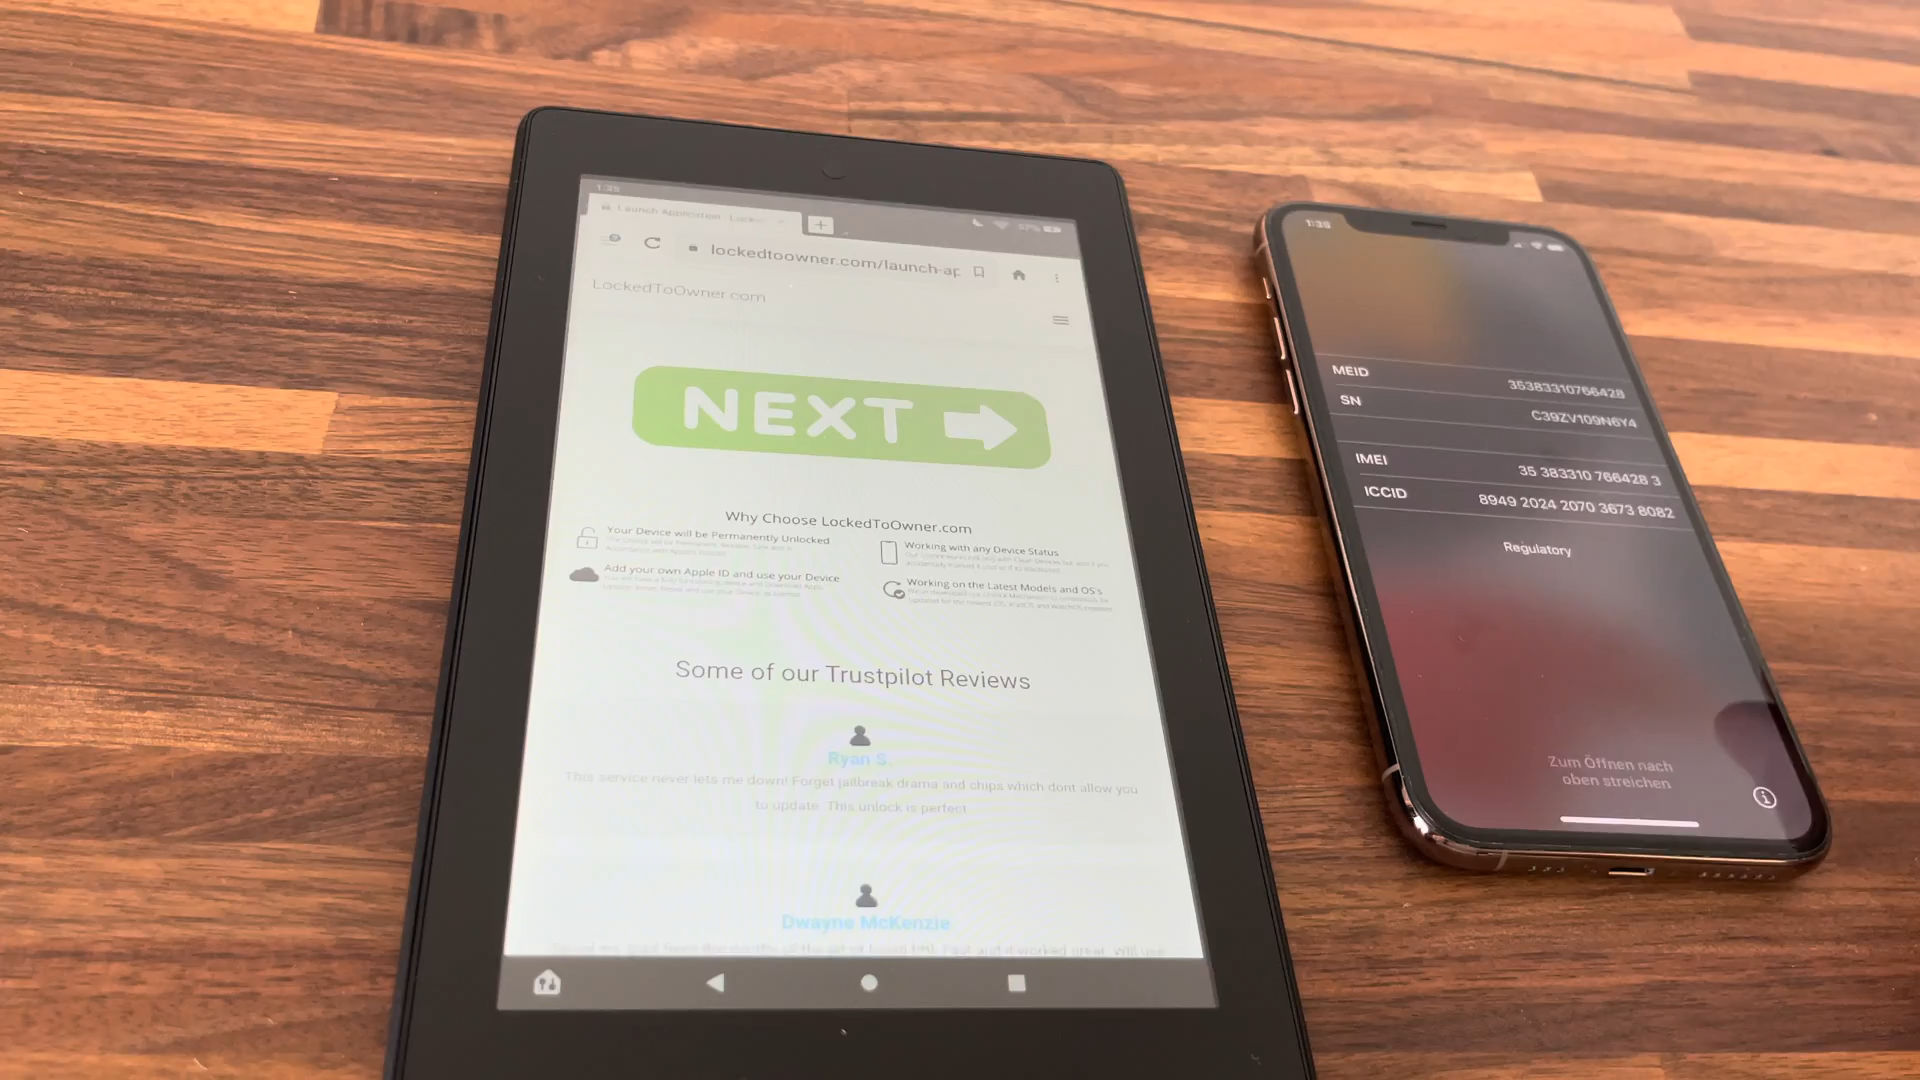 1:35
Launch Application - Locke
57%
lockedtoowner.com/launch-ap
LockedToOwner.com
NEXT
Why Choose LockedToOwner.com
Your Device will be Permanently Unlocked
Working with any Device Status
Add your own Apple ID and use your Device
Working on the Latest Models and OS's
Some of our Trustpilot Reviews
Ryan S.
This service never lets me down! Forget jailbreak drama and chips which dont allow you
to update. This unlock is perfect
Dwayne McKenzie
1:35
MEID
35383310766428
SN
C39ZV109N6Y4
IMEI
35 383310 766428 3
ICCID
8949 2024 2070 3673 8082
Regulatory
Zum Öffnen nach
oben streichen